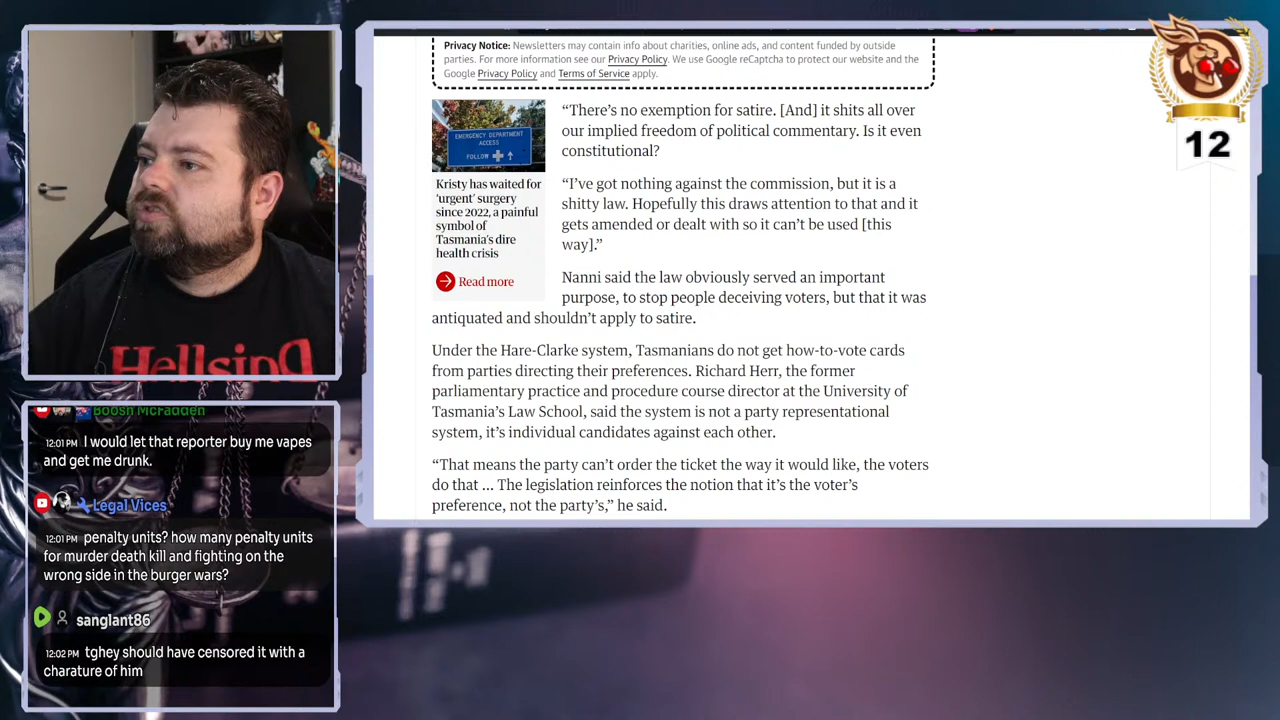 Privacy Notice: Newsletters may contain info about charities, online ads, and content funded by outside
parties. For more information see our Privacy Policy. We use Google reCaptcha to protect our website and the
Google Privacy Policy and Terms of Service apply.
EMERGENCY DEPARTMENT
ACCESS
FOLLOW
Kristy has waited for
‘urgent’ surgery
since 2022, a painful
symbol of
Tasmania’s dire
health crisis
Read more
“There’s no exemption for satire. [And] it shits all over
our implied freedom of political commentary. Is it even
constitutional?
“I’ve got nothing against the commission, but it is a
shitty law. Hopefully this draws attention to that and it
gets amended or dealt with so it can’t be used [this
way].”
Nanni said the law obviously served an important
purpose, to stop people deceiving voters, but that it was
antiquated and shouldn’t apply to satire.
Under the Hare-Clarke system, Tasmanians do not get how-to-vote cards
from parties directing their preferences. Richard Herr, the former
parliamentary practice and procedure course director at the University of
Tasmania’s Law School, said the system is not a party representational
system, it’s individual candidates against each other.
“That means the party can’t order the ticket the way it would like, the voters
do that ... The legislation reinforces the notion that it’s the voter’s
preference, not the party’s,” he said.
12
Hellsing
Boosh McFadden
12:01 PM I would let that reporter buy me vapes
and get me drunk.
Legal Vices
12:01 PM penalty units? how many penalty units
for murder death kill and fighting on the
wrong side in the burger wars?
sanglant86
12:02 PM tghey should have censored it with a
charature of him